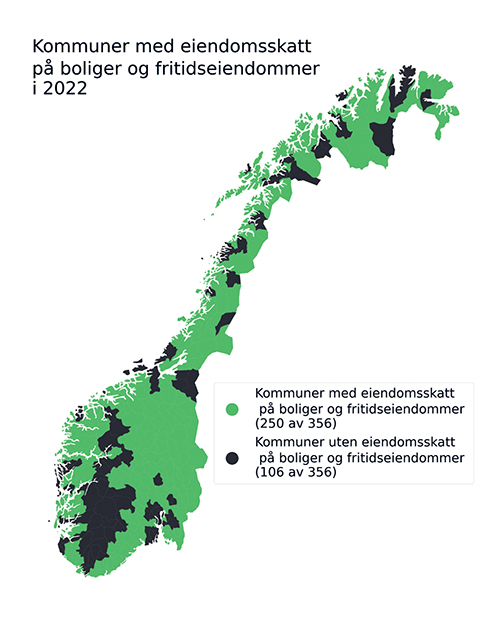 Kommuner med eiendomsskatt
på boliger og fritidseiendommer
i 2022
Kommuner med eiendomsskatt
på boliger og fritidseiendommer
(250 av 356)
Kommuner uten eiendomsskatt
på boliger og fritidseiendommer
(106 av 356)